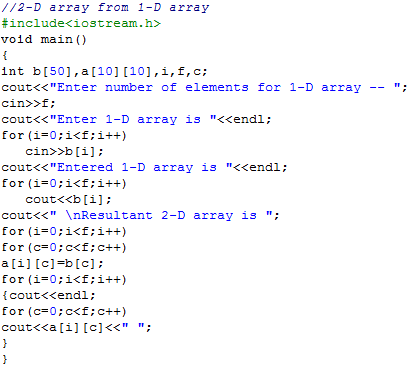 //2-D array from 1-D array
#include<iostream.h>
void main()
{
int b[50],a[10][10],i,f,c;
cout<<"Enter number of elements for 1-D array -- ";
cin>>f;
cout<<"Enter 1-D array is "<<endl;
for(i=0;i<f;i++)
   cin>>b[i];
cout<<"Entered 1-D array is "<<endl;
for(i=0;i<f;i++)
   cout<<b[i];
cout<<" \nResultant 2-D array is ";
for(i=0;i<f;i++)
for(c=0;c<f;c++)
a[i][c]=b[c];
for(i=0;i<f;i++)
{cout<<endl;
for(c=0;c<f;c++)
cout<<a[i][c]<<" ";
}
}